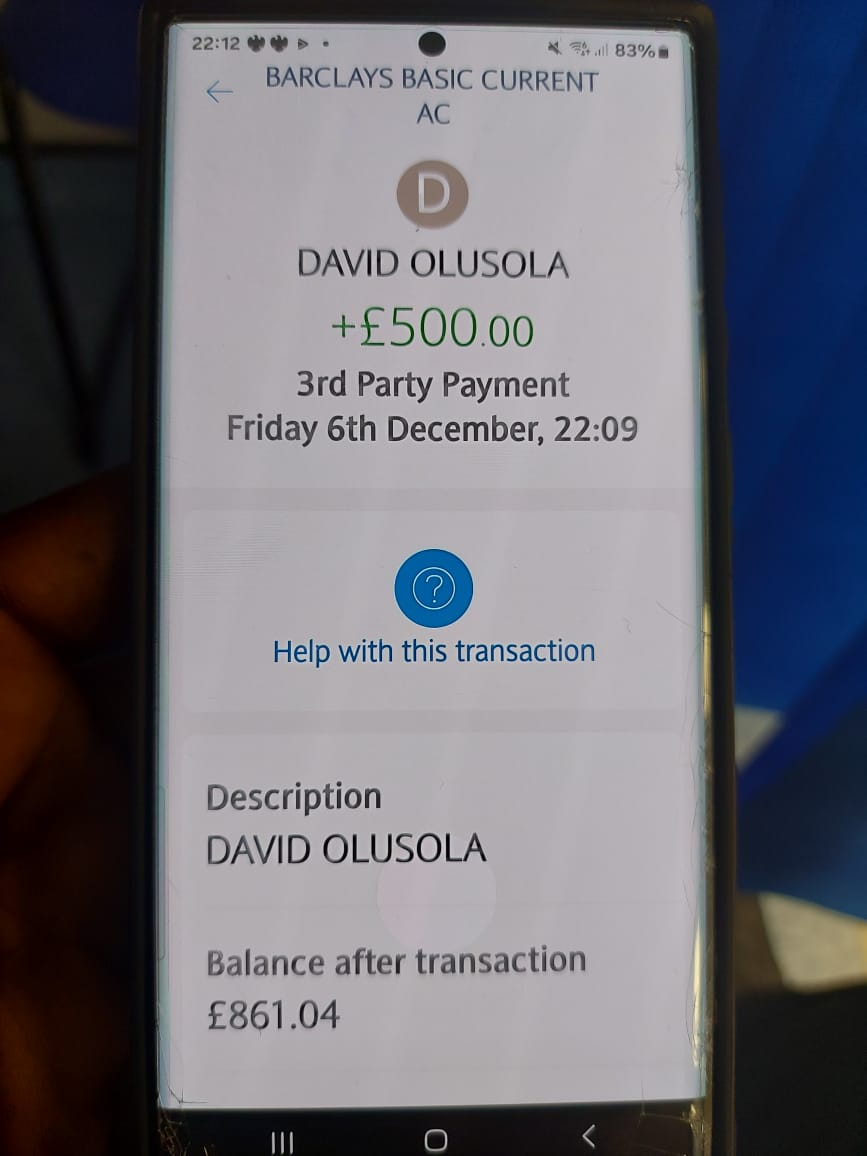 22:12
83%
BARCLAYS BASIC CURRENT
AC
D
DAVID OLUSOLA
+£500.00
3rd Party Payment
Friday 6th December, 22:09
?
Help with this transaction
Description
DAVID OLUSOLA
Balance after transaction
£861.04